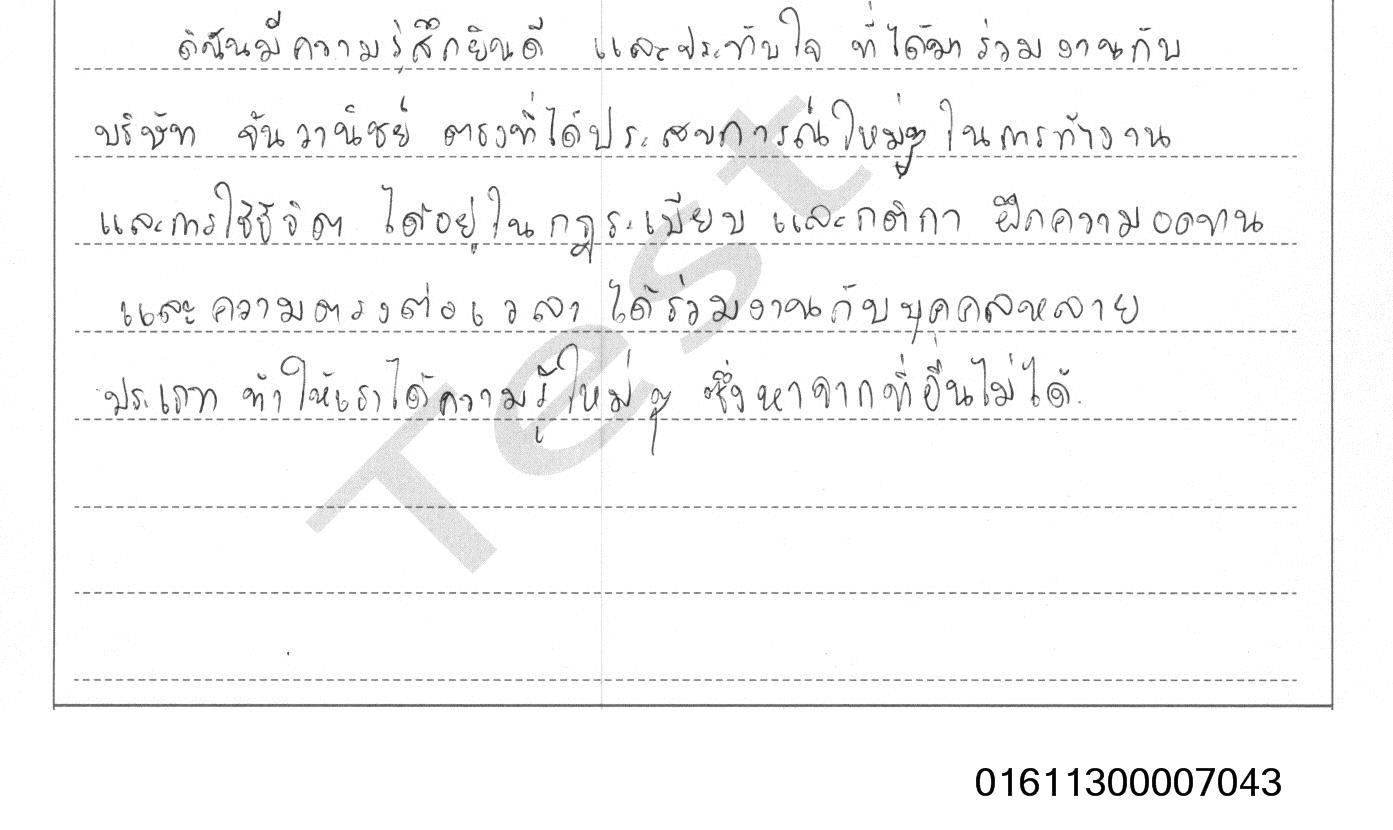 ดิฉันมีความรู้สึกยินดี และประทับใจ ที่ได้มาร่วมงานกับ
บริษัท จันวานิชย์ ตรงที่ได้ประสบการณ์ใหม่ๆ ในการทำงาน
และการใช้ชีวิต ได้อยู่ในกฎระเบียบ และกติกา ฝึกความอดทน
และความตรงต่อเวลา ได้ร่วมงานกับบุคคลหลาย
ประเภท ทำให้เราได้ความรู้ใหม่ ๆ ซึ่งหาจากที่อื่นไม่ได้.
Test
01611300007043